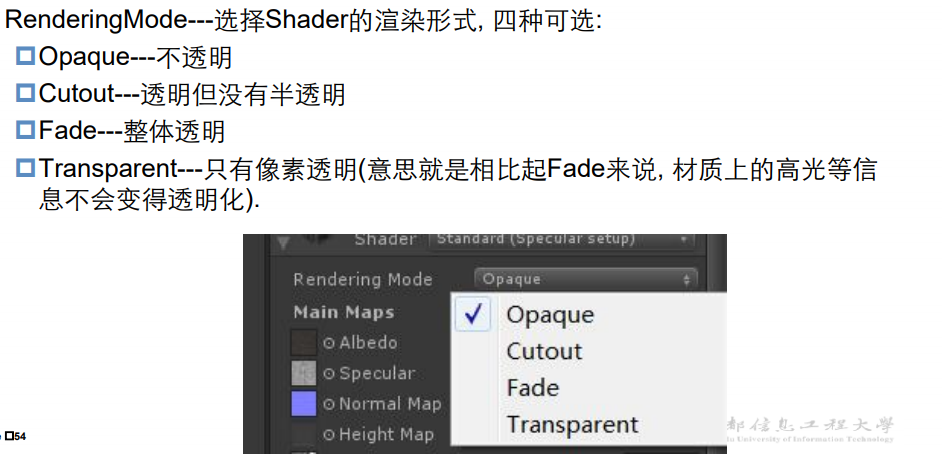 RenderingMode---选择Shader的渲染形式, 四种可选:
Opaque---不透明
Cutout---透明但没有半透明
Fade---整体透明
Transparent---只有像素透明(意思就是相比起Fade来说, 材质上的高光等信
息不会变得透明化).
Shader Standard (Specular setup)
Rendering Mode Opaque
Main Maps
Opaque
Albedo
Cutout
Specular
Fade
Normal Map
Transparent
Height Map
54
都信息工程大学
University of Information Technology